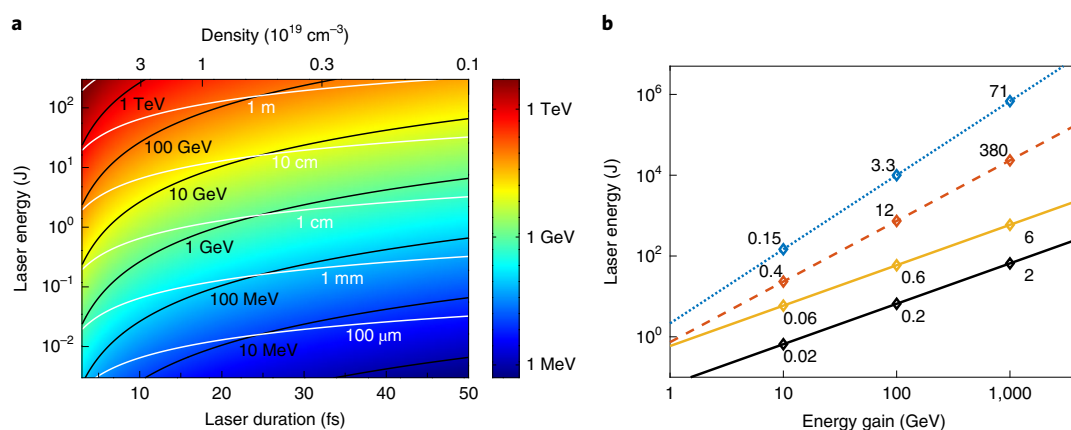 a
Density (10¹⁹ cm⁻³)
3 1 0.3 0.1
10² 10¹ 10⁰ 10⁻¹ 10⁻²
Laser energy (J)
1 TeV
100 GeV
10 GeV
1 GeV
100 MeV
10 MeV
1 m
10 cm
1 cm
1 mm
100 μm
10 20 30 40 50
Laser duration (fs)
1 TeV
1 GeV
1 MeV
b
10⁶ 10⁴ 10² 10⁰
Laser energy (J)
0.15 3.3 71
0.4 12 380
0.06 0.6 6
0.02 0.2 2
1 10 100 1,000
Energy gain (GeV)